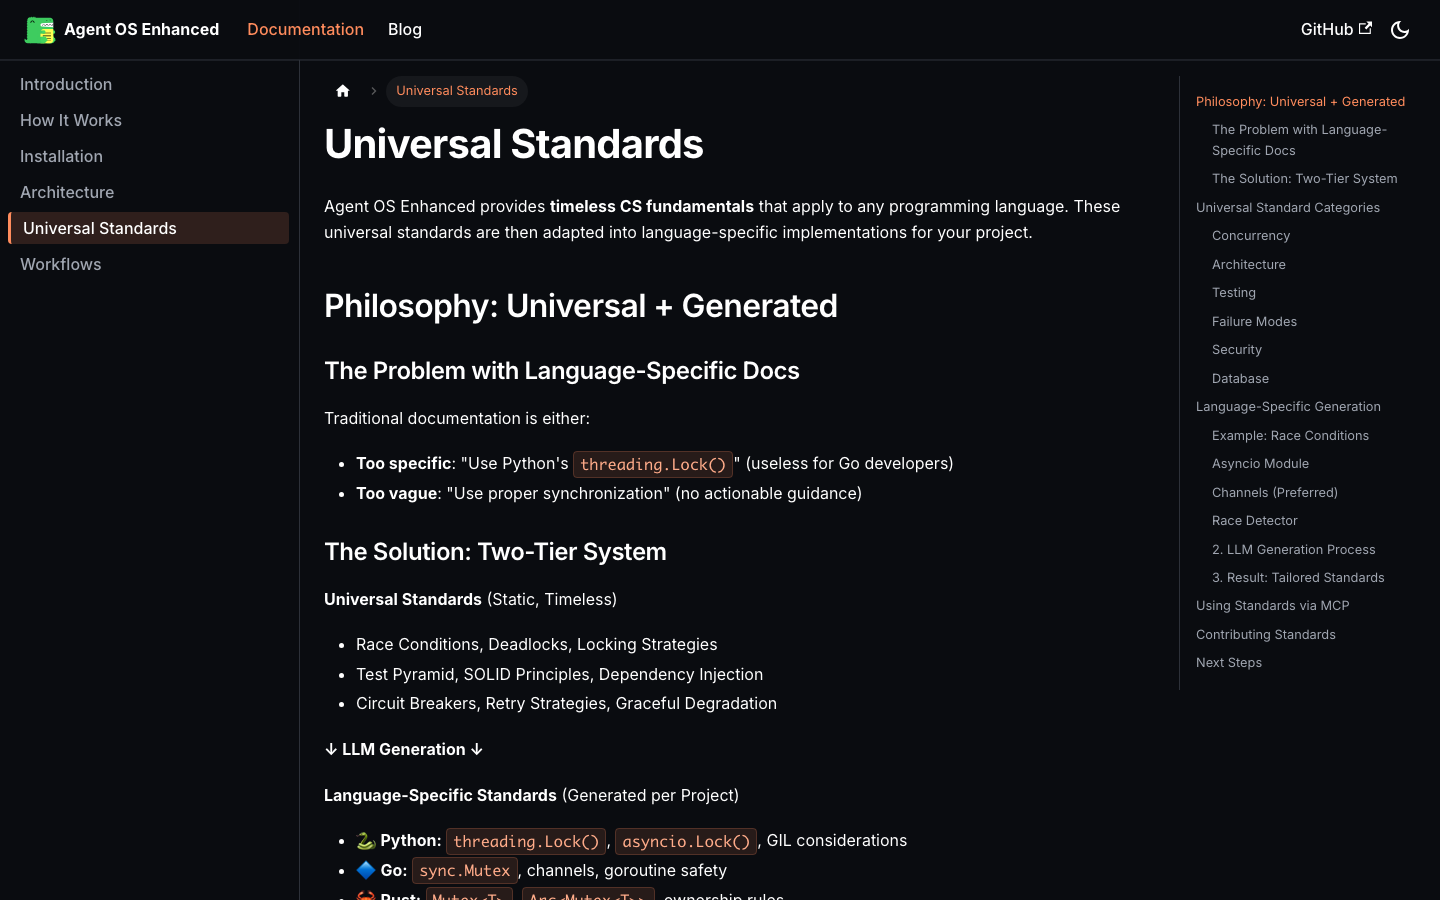 Agent OS Enhanced
Documentation
Blog
GitHub
Introduction
How It Works
Installation
Architecture
Universal Standards
Workflows
Universal Standards
Universal Standards
Agent OS Enhanced provides timeless CS fundamentals that apply to any programming language. These
universal standards are then adapted into language-specific implementations for your project.
Philosophy: Universal + Generated
The Problem with Language-Specific Docs
Traditional documentation is either:
Too specific: "Use Python's threading.Lock()" (useless for Go developers)
Too vague: "Use proper synchronization" (no actionable guidance)
The Solution: Two-Tier System
Universal Standards (Static, Timeless)
Race Conditions, Deadlocks, Locking Strategies
Test Pyramid, SOLID Principles, Dependency Injection
Circuit Breakers, Retry Strategies, Graceful Degradation
↓ LLM Generation ↓
Language-Specific Standards (Generated per Project)
🐍 Python: threading.Lock(), asyncio.Lock(), GIL considerations
🔷 Go: sync.Mutex, channels, goroutine safety
🦀 Rust: Mutex<T>, Arc<Mutex<T>>, ownership rules
Philosophy: Universal + Generated
The Problem with Language-
Specific Docs
The Solution: Two-Tier System
Universal Standard Categories
Concurrency
Architecture
Testing
Failure Modes
Security
Database
Language-Specific Generation
Example: Race Conditions
Asyncio Module
Channels (Preferred)
Race Detector
2. LLM Generation Process
3. Result: Tailored Standards
Using Standards via MCP
Contributing Standards
Next Steps